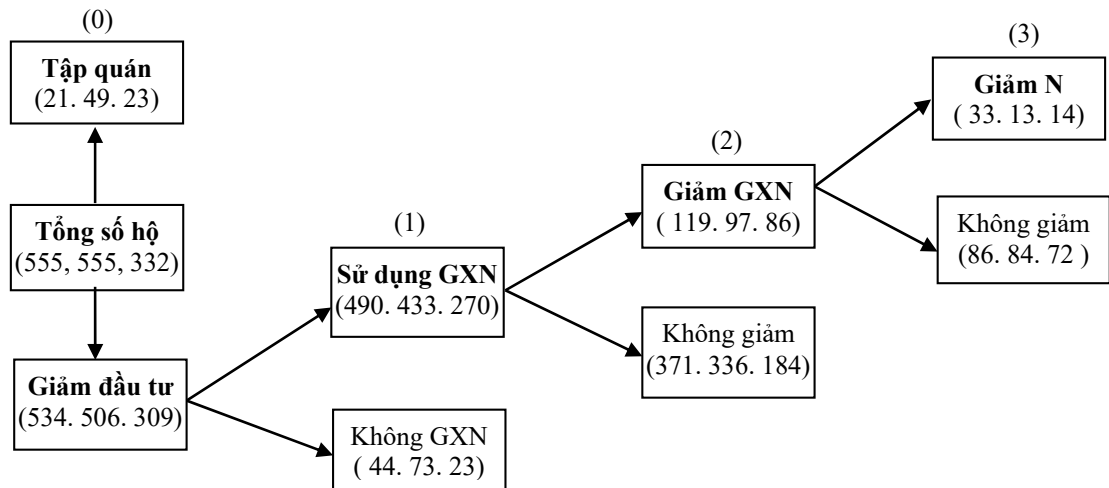 (0)
Tập quán
(21. 49. 23)
Tổng số hộ
(555, 555, 332)
Giảm đầu tư
(534. 506. 309)
(1)
Sử dụng GXN
(490. 433. 270)
Không GXN
( 44. 73. 23)
(2)
Giảm GXN
( 119. 97. 86)
Không giảm
(371. 336. 184)
(3)
Giảm N
( 33. 13. 14)
Không giảm
(86. 84. 72 )